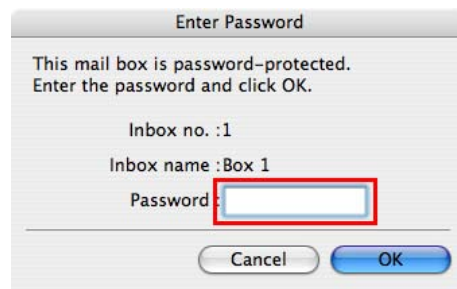 Enter Password
This mail box is password-protected.
Enter the password and click OK.
Inbox no. :1
Inbox name :Box 1
Password :
Cancel OK